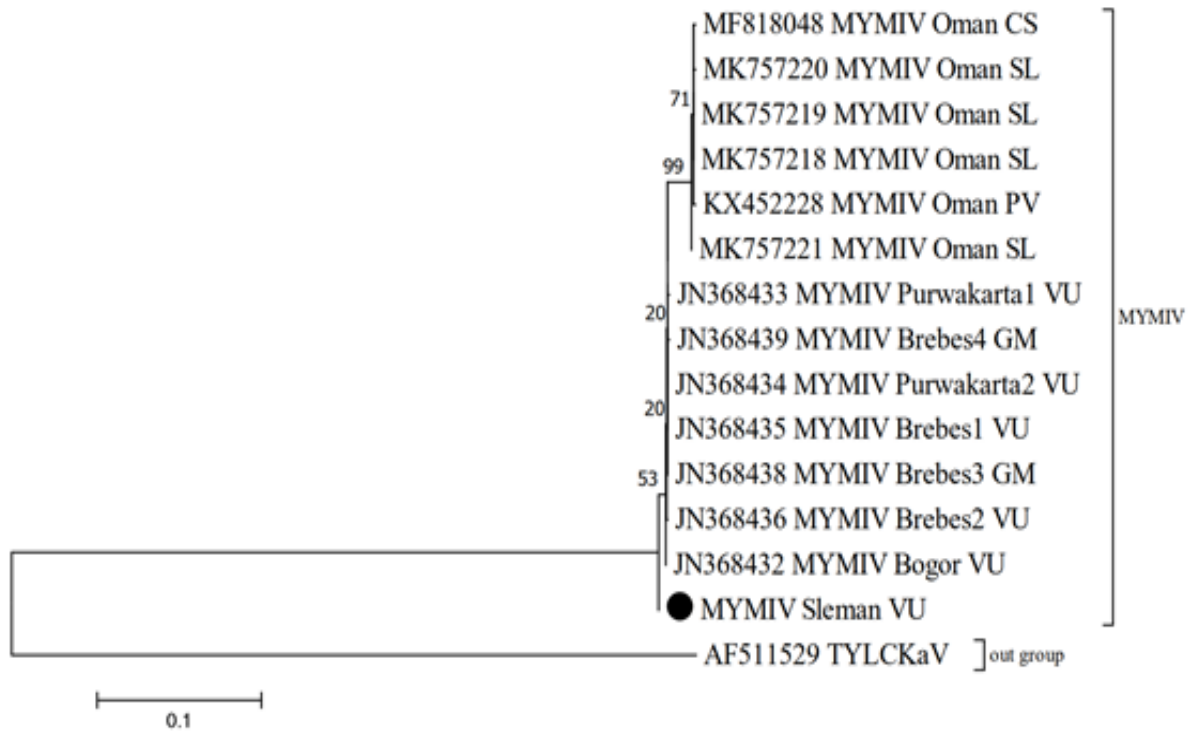 MF818048 MYMIV Oman CS
MK757220 MYMIV Oman SL
71
MK757219 MYMIV Oman SL
99
MK757218 MYMIV Oman SL
KX452228 MYMIV Oman PV
MK757221 MYMIV Oman SL
JN368433 MYMIV Purwakarta1 VU
20
MYMIV
JN368439 MYMIV Brebes4 GM
JN368434 MYMIV Purwakarta2 VU
20
JN368435 MYMIV Brebes1 VU
53
JN368438 MYMIV Brebes3 GM
JN368436 MYMIV Brebes2 VU
JN368432 MYMIV Bogor VU
MYMIV Sleman VU
AF511529 TYLCKaV
out group
0.1